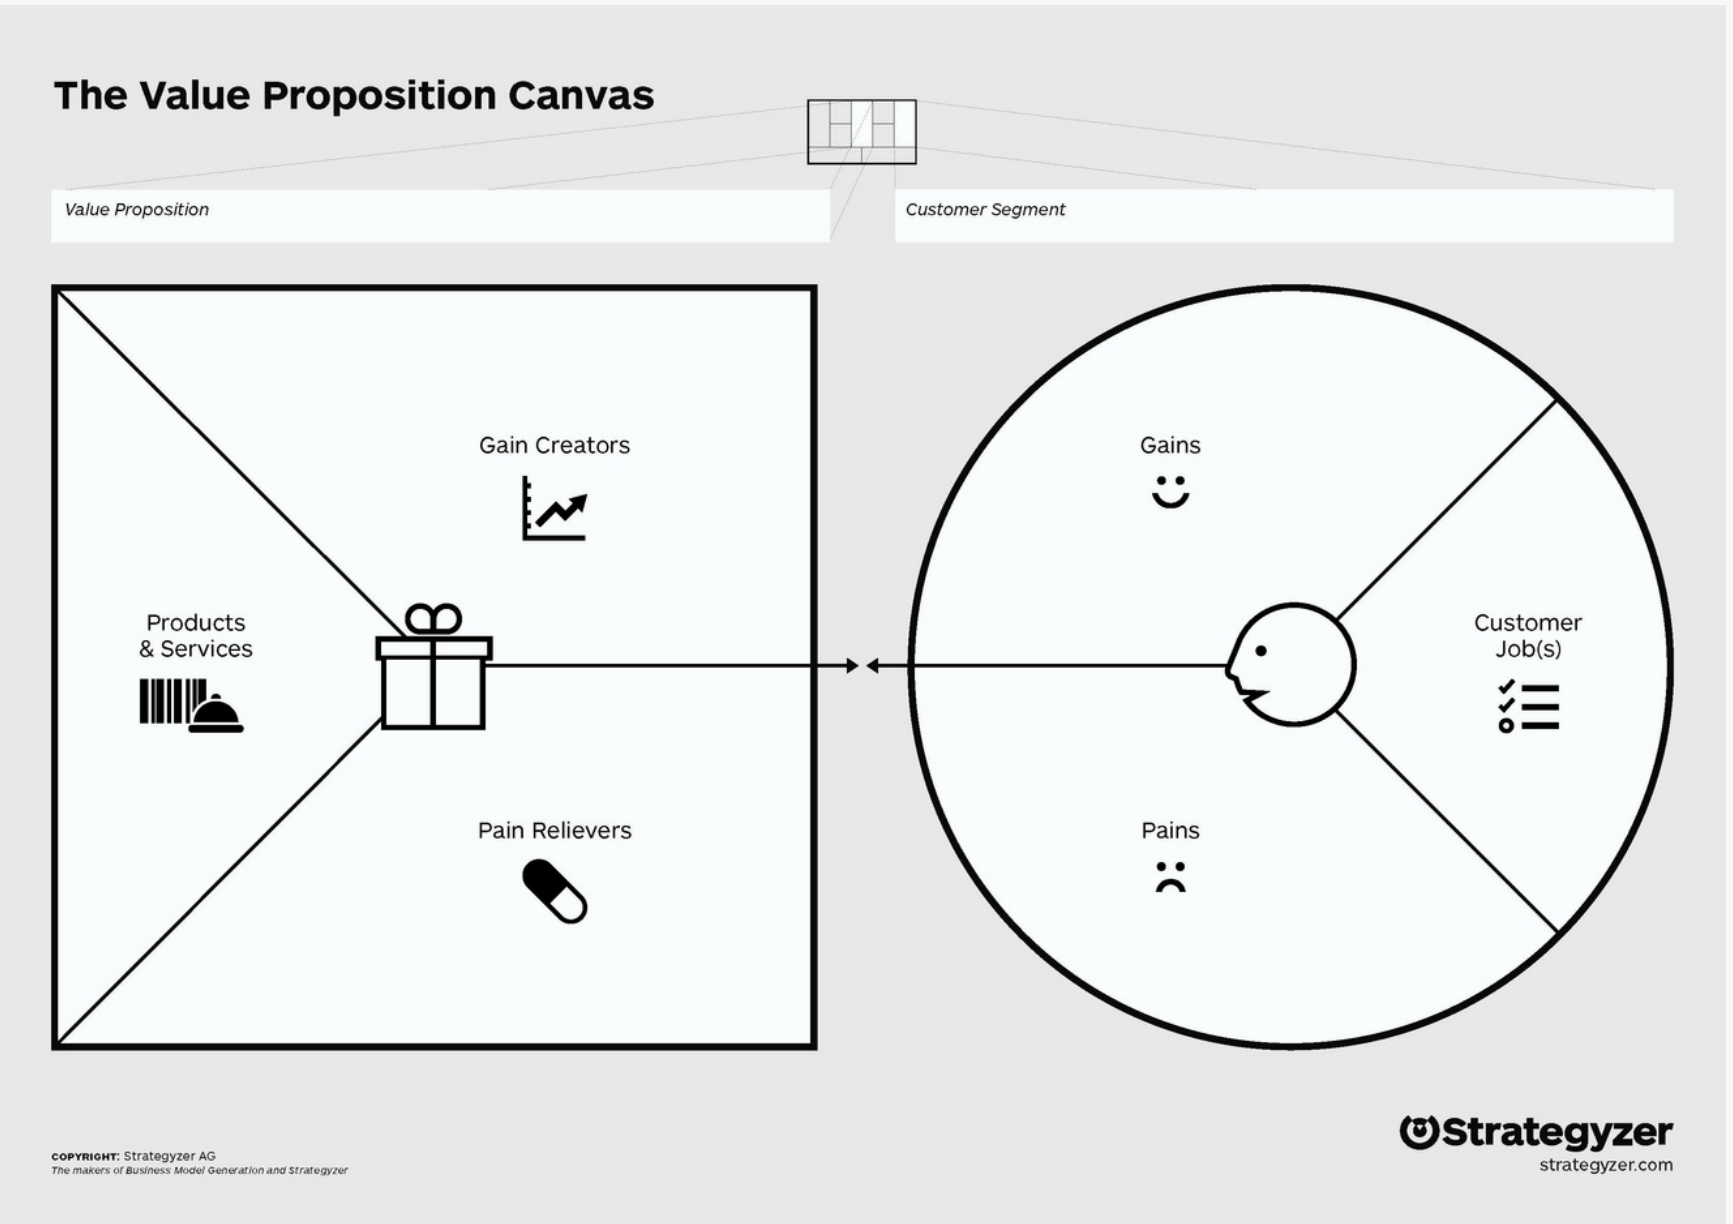 The Value Proposition Canvas
Value Proposition
Customer Segment
Gain Creators
Gains
Products
& Services
Customer
Job(s)
Pain Relievers
Pains
COPYRIGHT: Strategyzer AG
The makers of Business Model Generation and Strategyzer
Strategyzer
strategyzer.com